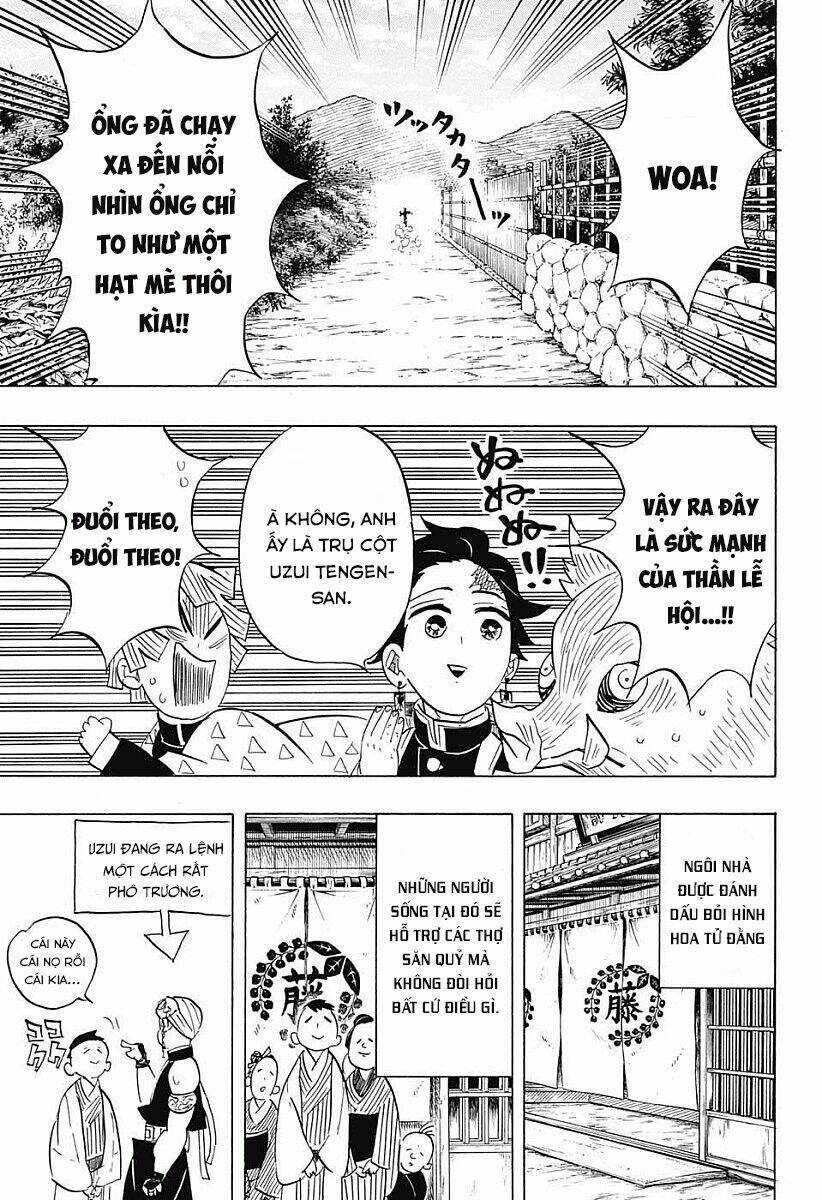 WOA!
ツッタカタ
ー
ッ
ỔNG ĐÃ CHẠY
XA ĐẾN NỖI
NHÌN ỔNG CHỈ
TO NHƯ MỘT
HẠT MÈ THÔI
KÌA!!
VẬY RA ĐÂY
LÀ SỨC MẠNH
CỦA THẦN LỄ
HỘI...!!
ぬぬぬ!!
À KHÔNG, ANH
ẤY LÀ TRỤ CỘT
UZUI TENGEN-
SAN.
ĐUỔI THEO,
ĐUỔI THEO!
NGÔI NHÀ
ĐƯỢC ĐÁNH
DẤU BỞI HÌNH
HOA TỬ ĐẰNG
藤
NHỮNG NGƯỜI
SỐNG TẠI ĐÓ SẼ
HỖ TRỢ CÁC THỢ
SĂN QUỶ MÀ
KHÔNG ĐÒI HỎI
BẤT CỨ ĐIỀU GÌ.
藤
UZUI ĐANG RA LỆNH
MỘT CÁCH RẤT
PHÔ TRƯƠNG.
CÁI NÀY
CÁI NỌ RỒI
CÁI KIA...
コク
コク